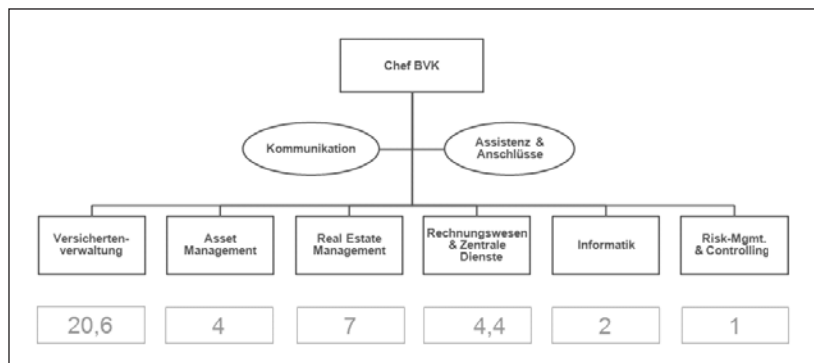 Chef BVK
Kommunikation
Assistenz &
Anschlüsse
Versicherten-
verwaltung
Asset
Management
Real Estate
Management
Rechnungswesen
& Zentrale
Dienste
Informatik
Risk-Mgmt.
& Controlling
20,6
4
7
4,4
2
1